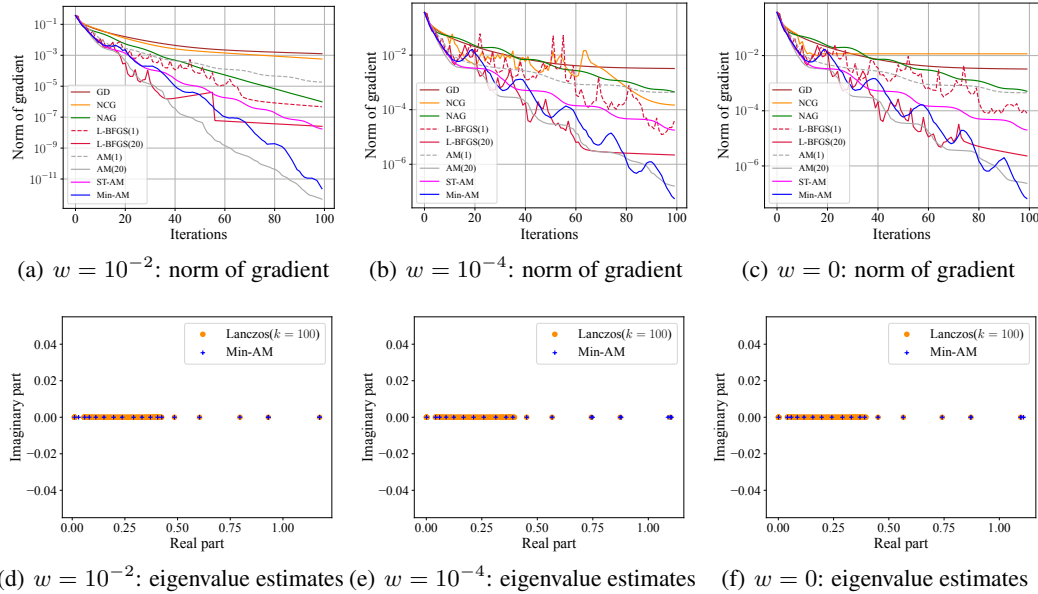 Norm of gradient
10⁻¹
10⁻³
10⁻⁵
10⁻⁷
10⁻⁹
10⁻¹¹
GD
NCG
NAG
L-BFGS(1)
L-BFGS(20)
AM(1)
AM(20)
ST-AM
Min-AM
0 20 40 60 80 100
Iterations
(a) w = 10⁻²: norm of gradient
Norm of gradient
10⁻²
10⁻⁴
10⁻⁶
GD
NCG
NAG
L-BFGS(1)
L-BFGS(20)
AM(1)
AM(20)
ST-AM
Min-AM
0 20 40 60 80 100
Iterations
(b) w = 10⁻⁴: norm of gradient
Norm of gradient
10⁻²
10⁻⁴
10⁻⁶
GD
NCG
NAG
L-BFGS(1)
L-BFGS(20)
AM(1)
AM(20)
ST-AM
Min-AM
0 20 40 60 80 100
Iterations
(c) w = 0: norm of gradient
Imaginary part
0.04
0.02
0.00
−0.02
−0.04
Lanczos(k = 100)
Min-AM
0.00 0.25 0.50 0.75 1.00
Real part
(d) w = 10⁻²: eigenvalue estimates
Imaginary part
0.04
0.02
0.00
−0.02
−0.04
Lanczos(k = 100)
Min-AM
0.00 0.25 0.50 0.75 1.00
Real part
(e) w = 10⁻⁴: eigenvalue estimates
Imaginary part
0.04
0.02
0.00
−0.02
−0.04
Lanczos(k = 100)
Min-AM
0.00 0.25 0.50 0.75 1.00
Real part
(f) w = 0: eigenvalue estimates